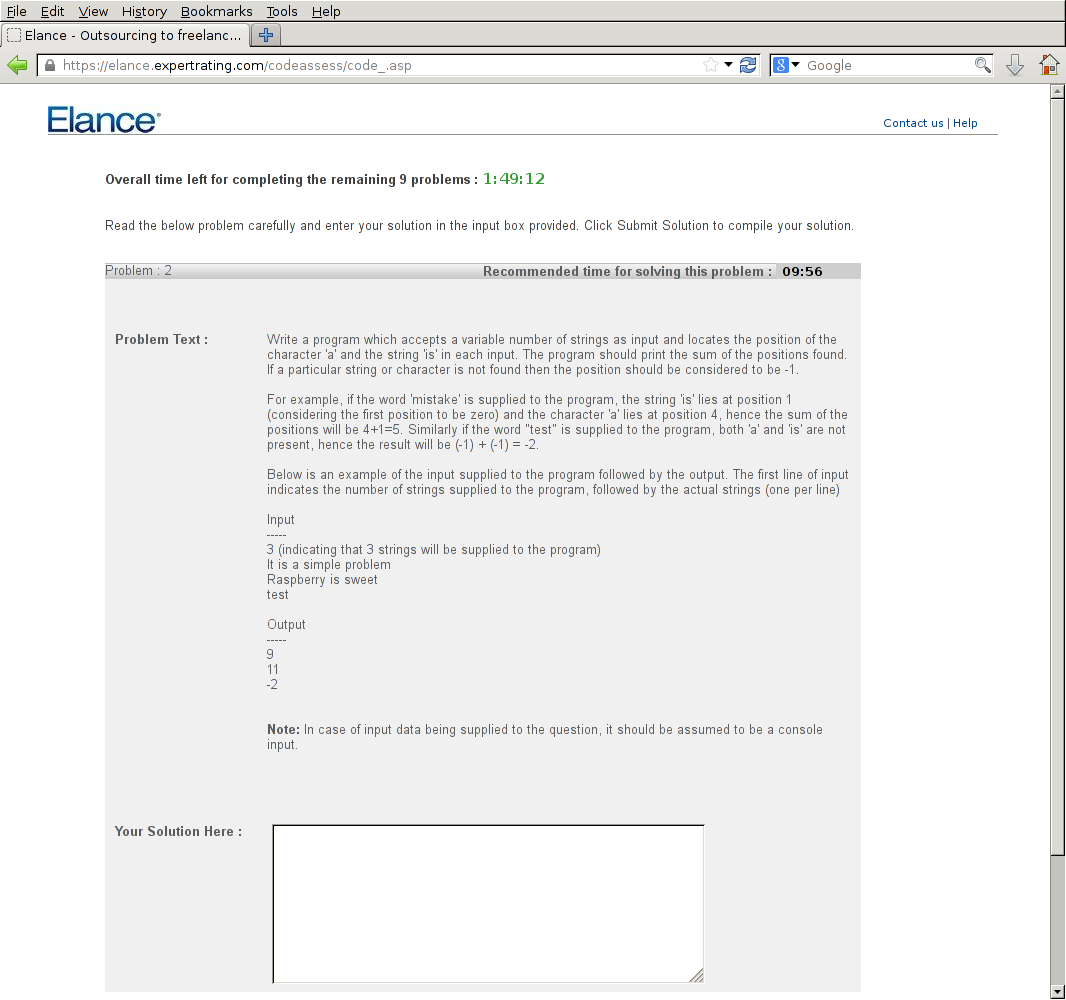 File Edit View History Bookmarks Tools Help
Elance - Outsourcing to freelanc...
https://elance.expertrating.com/codeassess/code_.asp
8 Google
Elance
Contact us | Help
Overall time left for completing the remaining 9 problems : 1:49:12
Read the below problem carefully and enter your solution in the input box provided. Click Submit Solution to compile your solution.
Problem : 2 Recommended time for solving this problem : 09:56
Problem Text :
Write a program which accepts a variable number of strings as input and locates the position of the
character 'a' and the string 'is' in each input. The program should print the sum of the positions found.
If a particular string or character is not found then the position should be considered to be -1.
For example, if the word 'mistake' is supplied to the program, the string 'is' lies at position 1
(considering the first position to be zero) and the character 'a' lies at position 4, hence the sum of the
positions will be 4+1=5. Similarly if the word "test" is supplied to the program, both 'a' and 'is' are not
present, hence the result will be (-1) + (-1) = -2.
Below is an example of the input supplied to the program followed by the output. The first line of input
indicates the number of strings supplied to the program, followed by the actual strings (one per line)
Input
-----
3 (indicating that 3 strings will be supplied to the program)
It is a simple problem
Raspberry is sweet
test
Output
-----
9
11
-2
Note: In case of input data being supplied to the question, it should be assumed to be a console
input.
Your Solution Here :